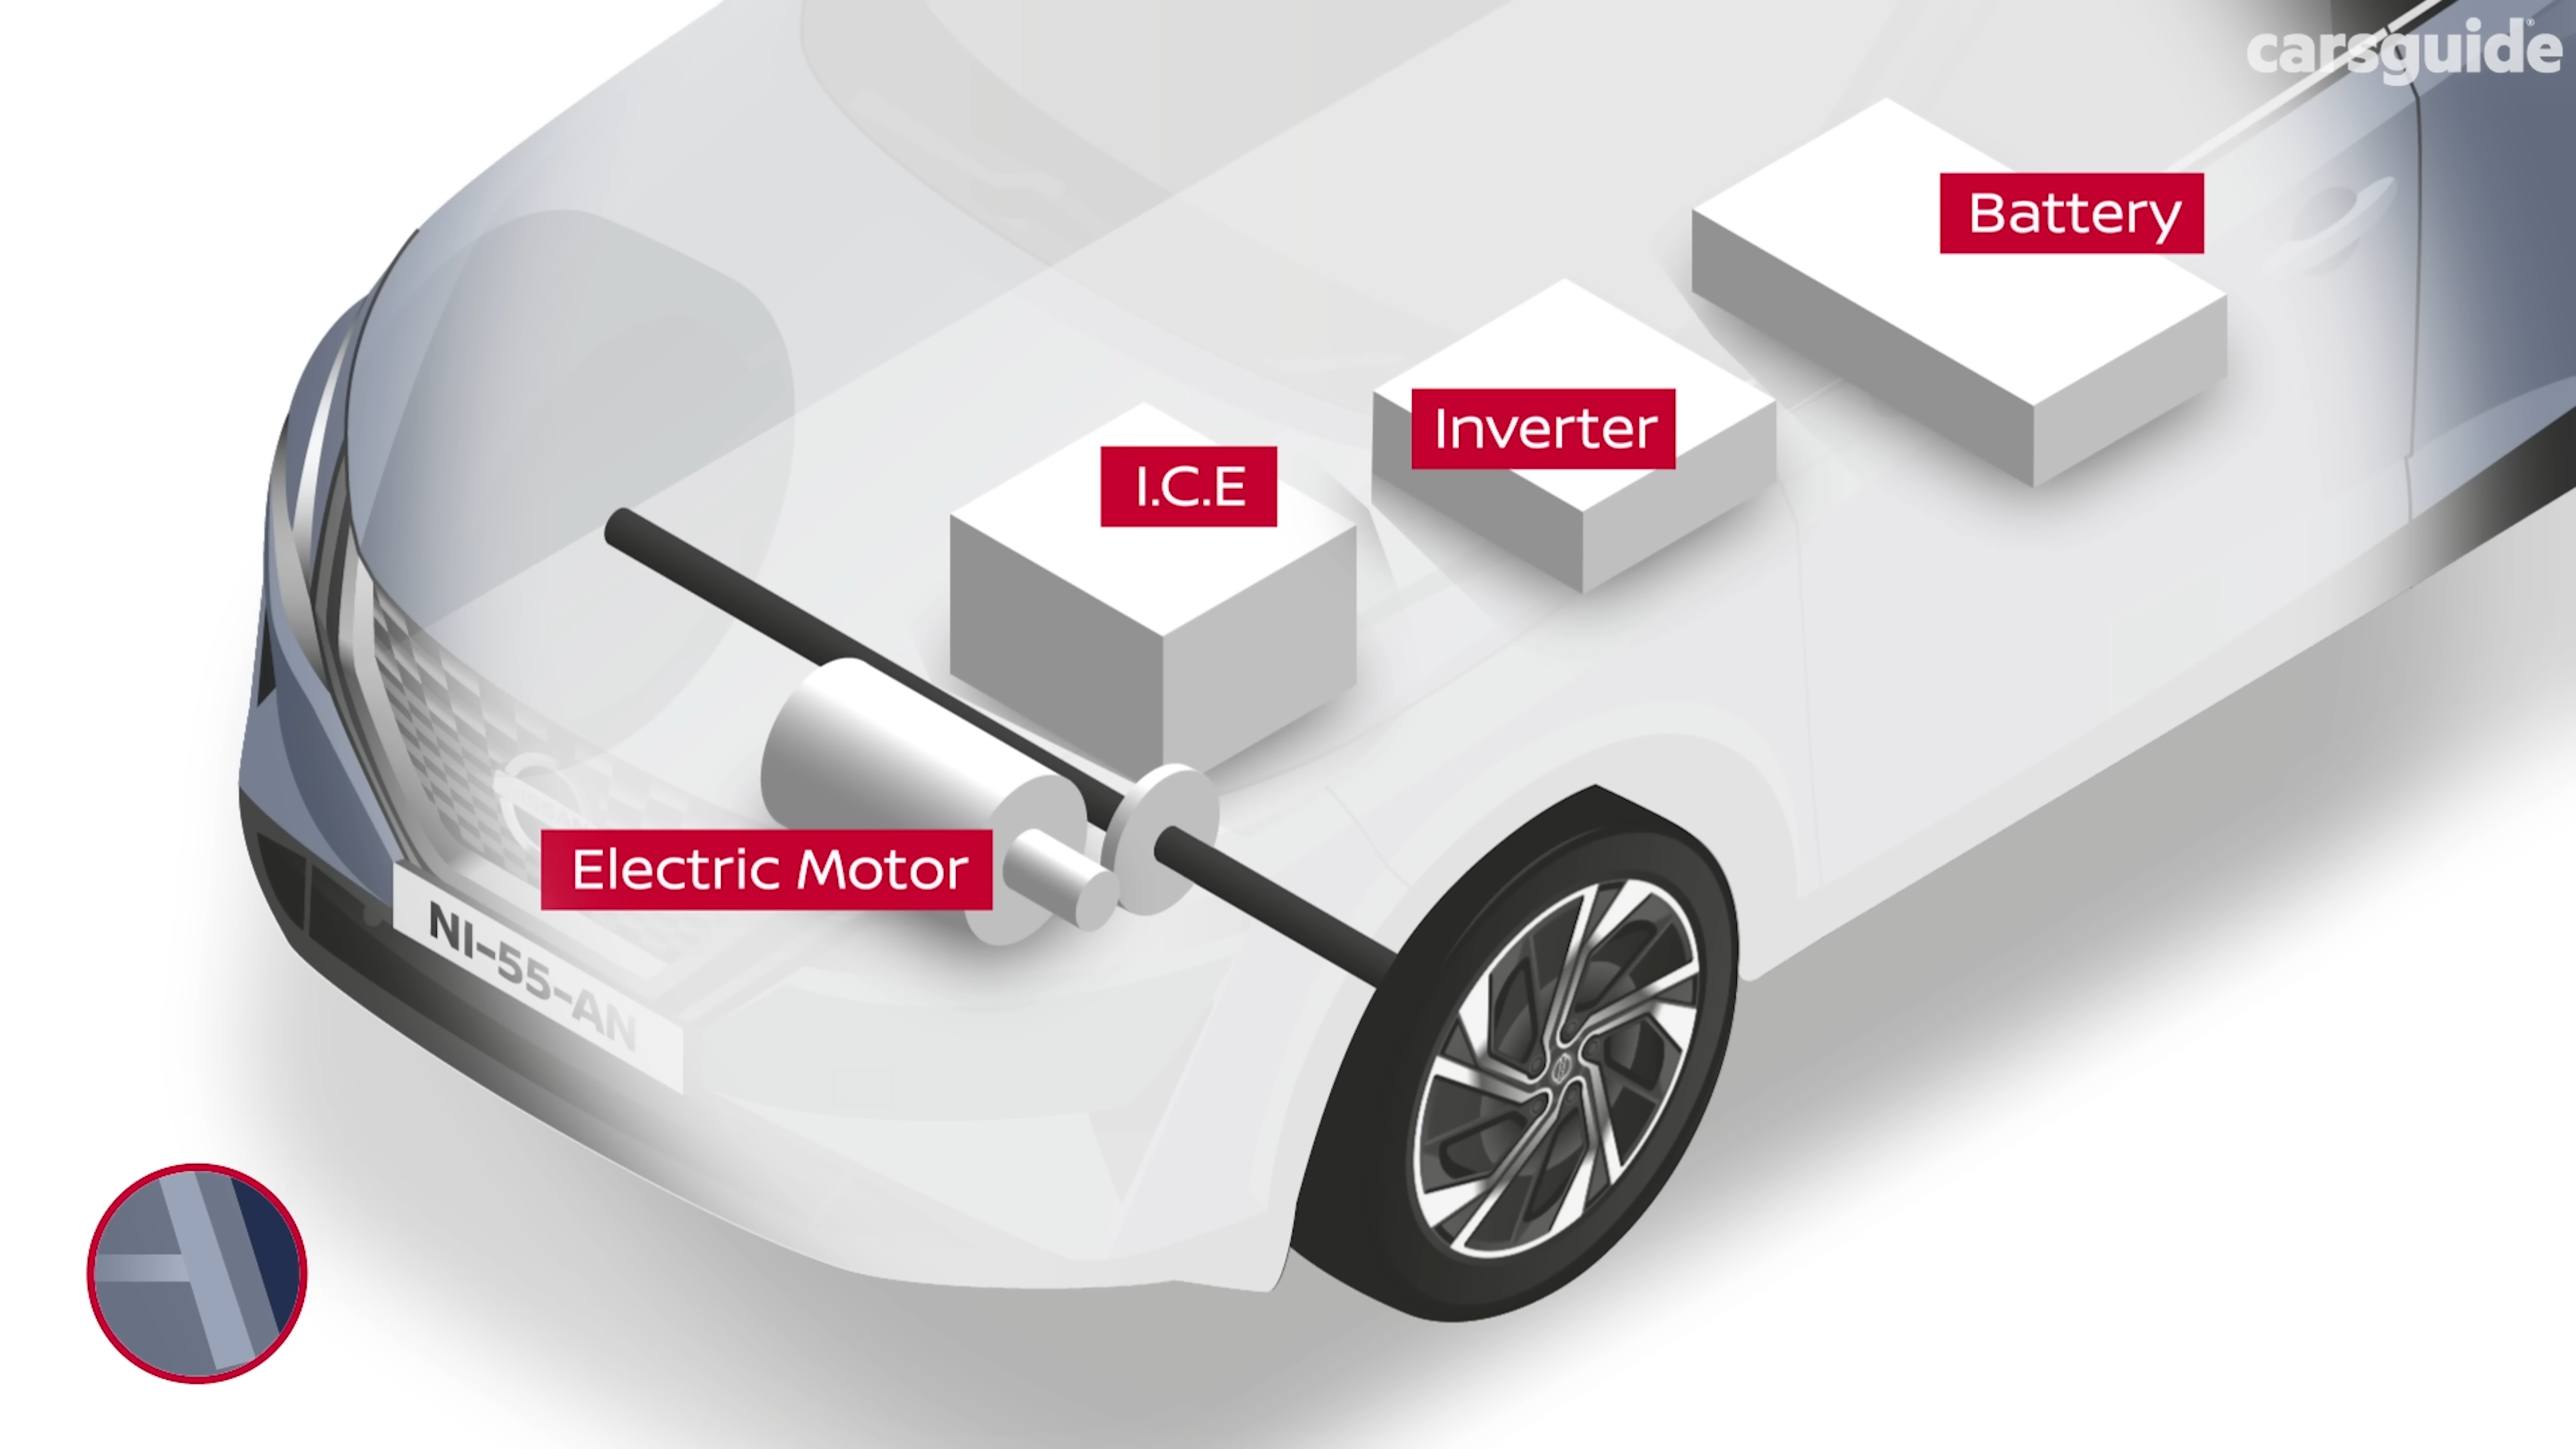 carsguide
Battery
Inverter
I.C.E
Electric Motor
NI-55-AN